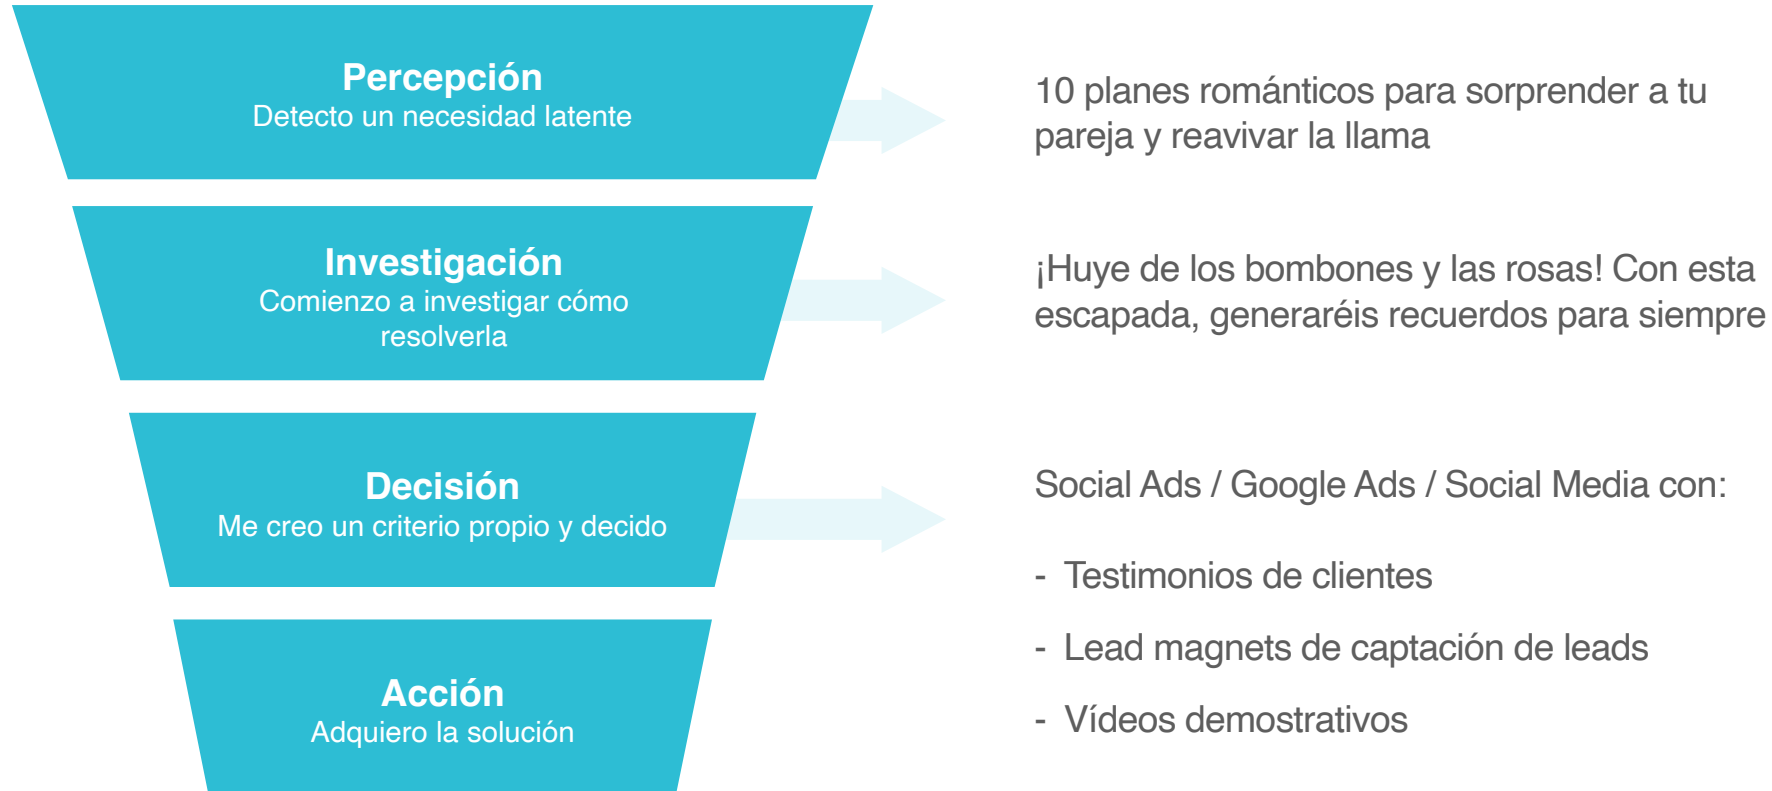 Percepción
Detecto un necesidad latente
10 planes románticos para sorprender a tu
pareja y reavivar la llama
Investigación
Comienzo a investigar cómo
resolverla
¡Huye de los bombones y las rosas! Con esta
escapada, generaréis recuerdos para siempre
Decisión
Me creo un criterio propio y decido
Social Ads / Google Ads / Social Media con:
- Testimonios de clientes
- Lead magnets de captación de leads
- Vídeos demostrativos
Acción
Adquiero la solución